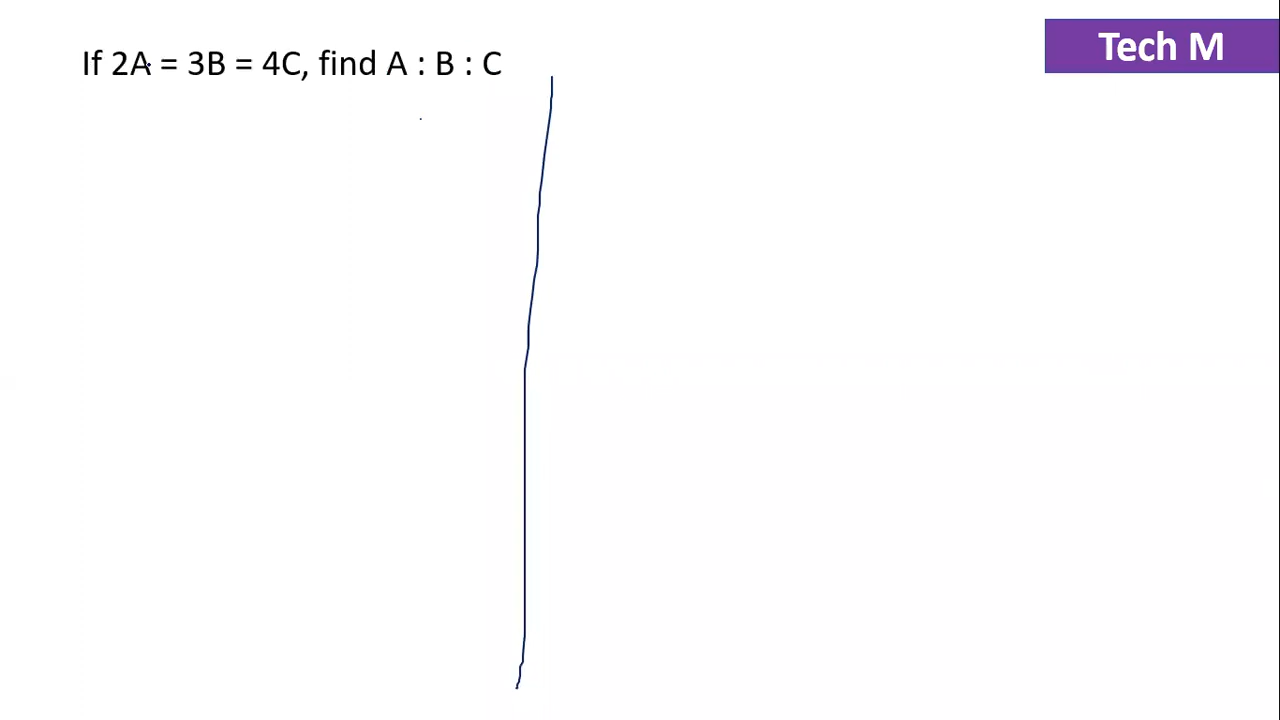 If 2A = 3B = 4C, find A : B : C
Tech M